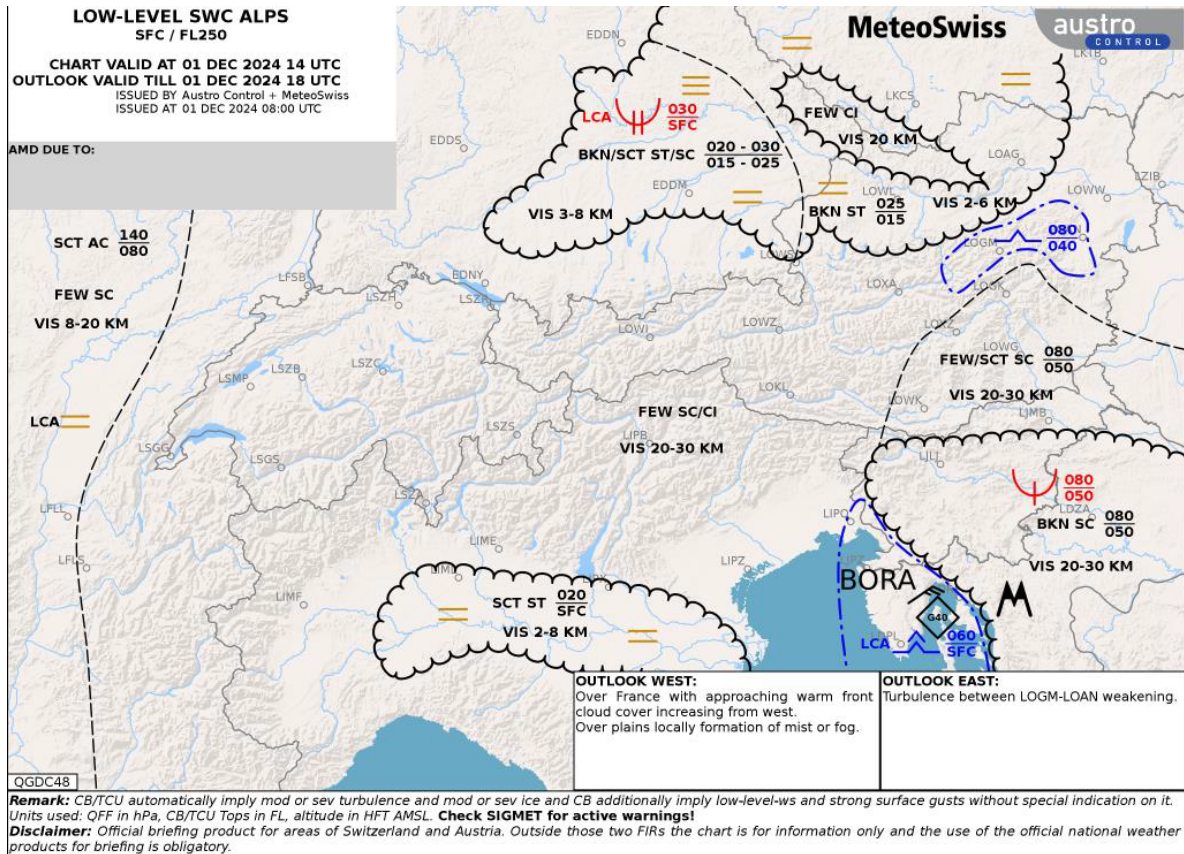 LOW-LEVEL SWC ALPS
SFC / FL250
CHART VALID AT 01 DEC 2024 14 UTC
OUTLOOK VALID TILL 01 DEC 2024 18 UTC
ISSUED BY Austro Control + MeteoSwiss
ISSUED AT 01 DEC 2024 08:00 UTC
AMD DUE TO:
MeteoSwiss
austro
CONTROL
EDDN
LKTB
LCA
030
SFC
LKCS
FEW CI
VIS 20 KM
EDDS
BKN/SCT ST/SC
020 - 030
015 - 025
LOAG
EDDM
LOWL
LOWW
LZIB
VIS 3-8 KM
BKN ST
025
015
VIS 2-6 KM
SCT AC
140
080
LOGM
080
040
LOWS
LFSB
EDNY
LSZH
LSZR
LOXA
LOGK
FEW SC
VIS 8-20 KM
LOWI
LOWZ
LOXZ
LOWG
FEW/SCT SC
080
050
LSZB
LSZC
LSMP
LOKL
VIS 20-30 KM
LOWK
LJMB
LCA
FEW SC/CI
LSZS
LIPB
VIS 20-30 KM
LSGG
LSGS
LJLJ
LSZA
080
050
LFLL
LIPQ
LDZA
BKN SC
080
050
LIME
LFLS
LIPZ
VIS 20-30 KM
BORA
LIMF
SCT ST
020
SFC
VIS 2-8 KM
G40
LDPL
LCA
060
SFC
OUTLOOK WEST:
Over France with approaching warm front
cloud cover increasing from west.
Over plains locally formation of mist or fog.
OUTLOOK EAST:
Turbulence between LOGM-LOAN weakening.
QGDC48
Remark: CB/TCU automatically imply mod or sev turbulence and mod or sev ice and CB additionally imply low-level-ws and strong surface gusts without special indication on it.
Units used: QFF in hPa, CB/TCU Tops in FL, altitude in HFT AMSL. Check SIGMET for active warnings!
Disclaimer: Official briefing product for areas of Switzerland and Austria. Outside those two FIRs the chart is for information only and the use of the official national weather
products for briefing is obligatory.